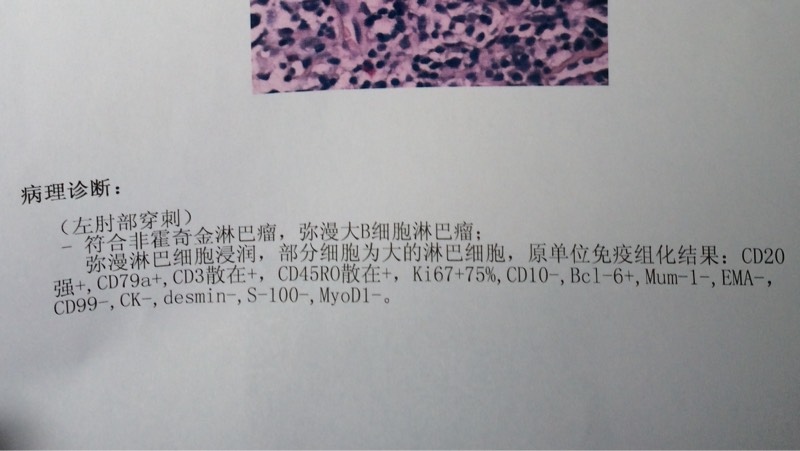 病理诊断：
（左肘部穿刺）
- 符合非霍奇金淋巴瘤，弥漫大B细胞淋巴瘤；
弥漫淋巴细胞浸润，部分细胞为大的淋巴细胞，原单位免疫组化结果：CD20
强+,CD79a+,CD3散在+，CD45RO散在+，Ki67+75%,CD10-,Bcl-6+,Mum-1-,EMA-,
CD99-,CK-,desmin-,S-100-,MyoD1-。